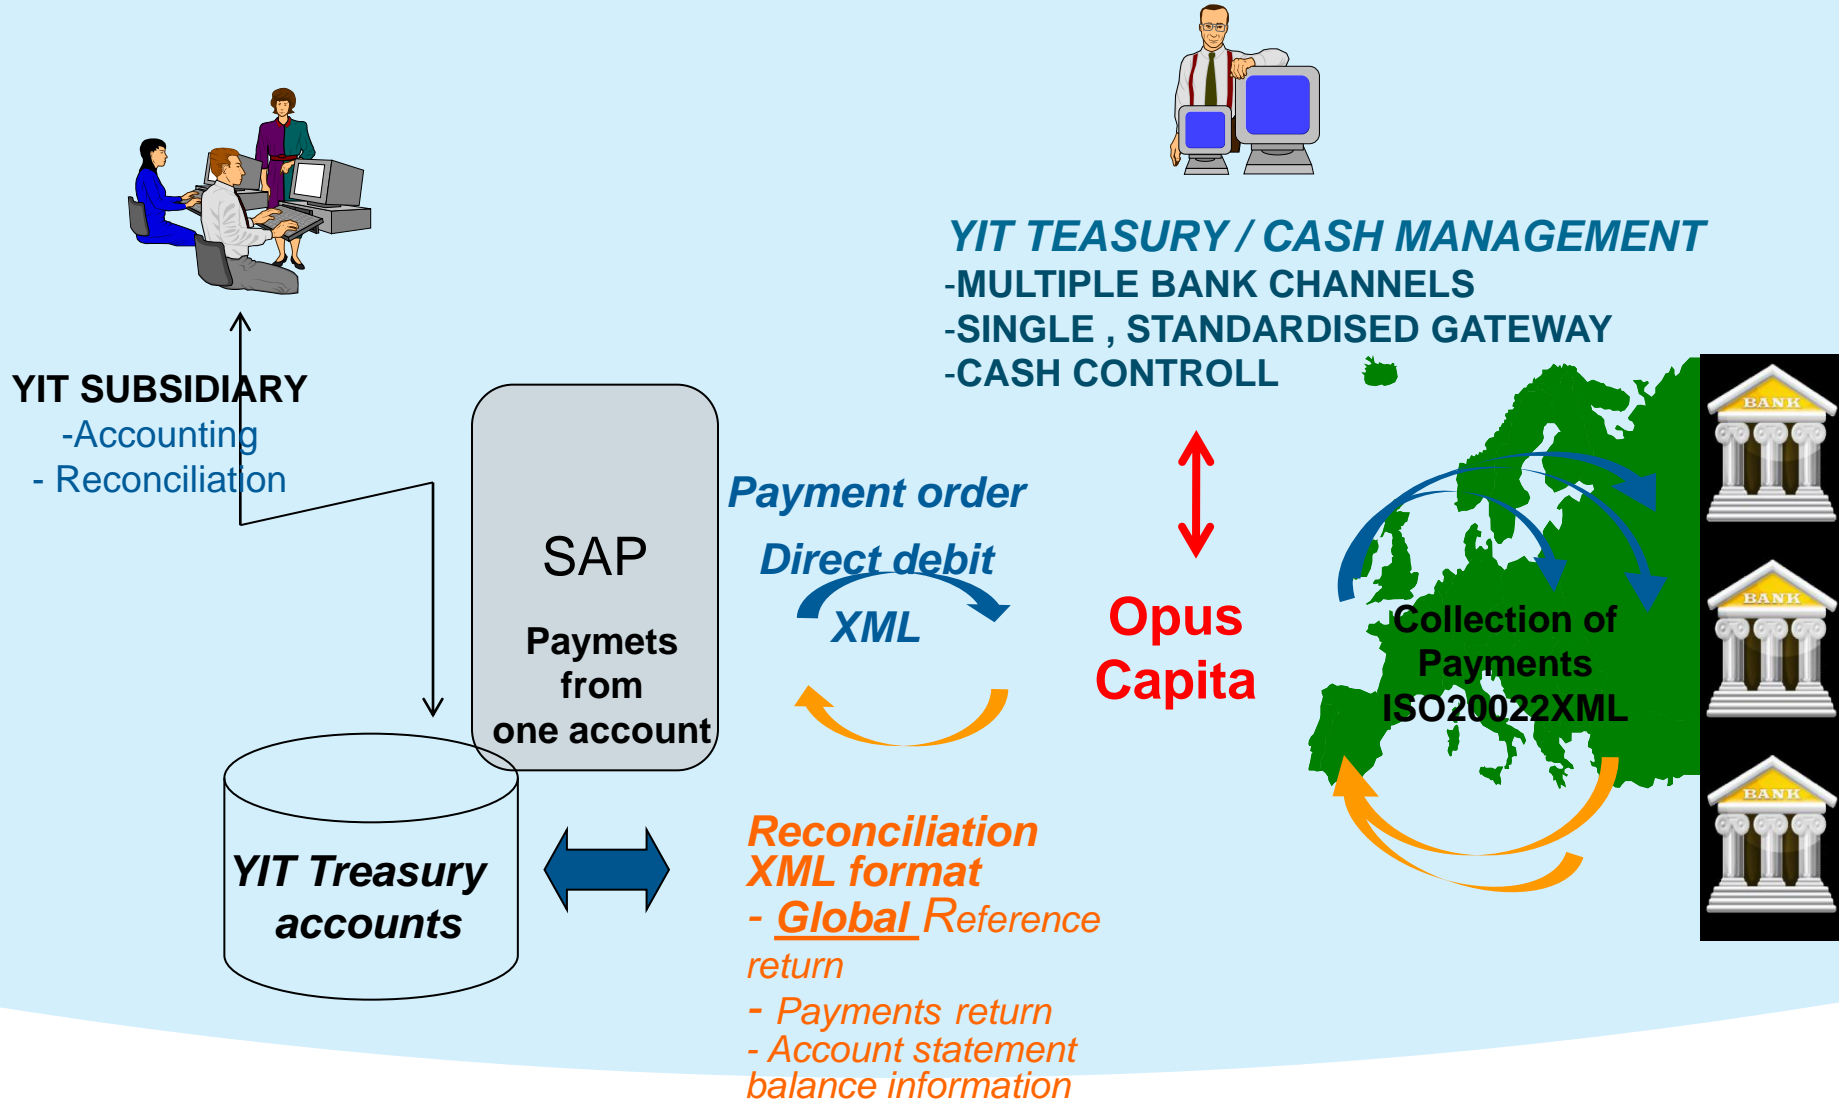 YIT TEASURY / CASH MANAGEMENT
-MULTIPLE BANK CHANNELS
-SINGLE , STANDARDISED GATEWAY
-CASH CONTROLL
YIT SUBSIDIARY
-Accounting
- Reconciliation
SAP
Paymets
from
one account
Payment order
Direct debit
XML
Opus
Capita
Collection of
Payments
ISO20022XML
BANK
BANK
BANK
YIT Treasury
accounts
Reconciliation
XML format
- Global Reference
return
- Payments return
- Account statement
balance information